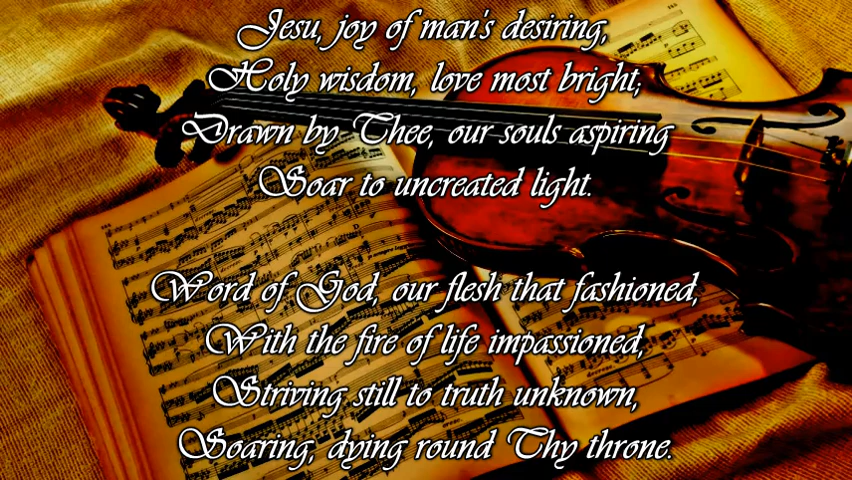 Jesu, joy of man's desiring,
Holy wisdom, love most bright;
Drawn by Thee, our souls aspiring
Soar to uncreated light.
Word of God, our flesh that fashioned,
With the fire of life impassioned,
Striving still to truth unknown,
Soaring, dying round Thy throne.